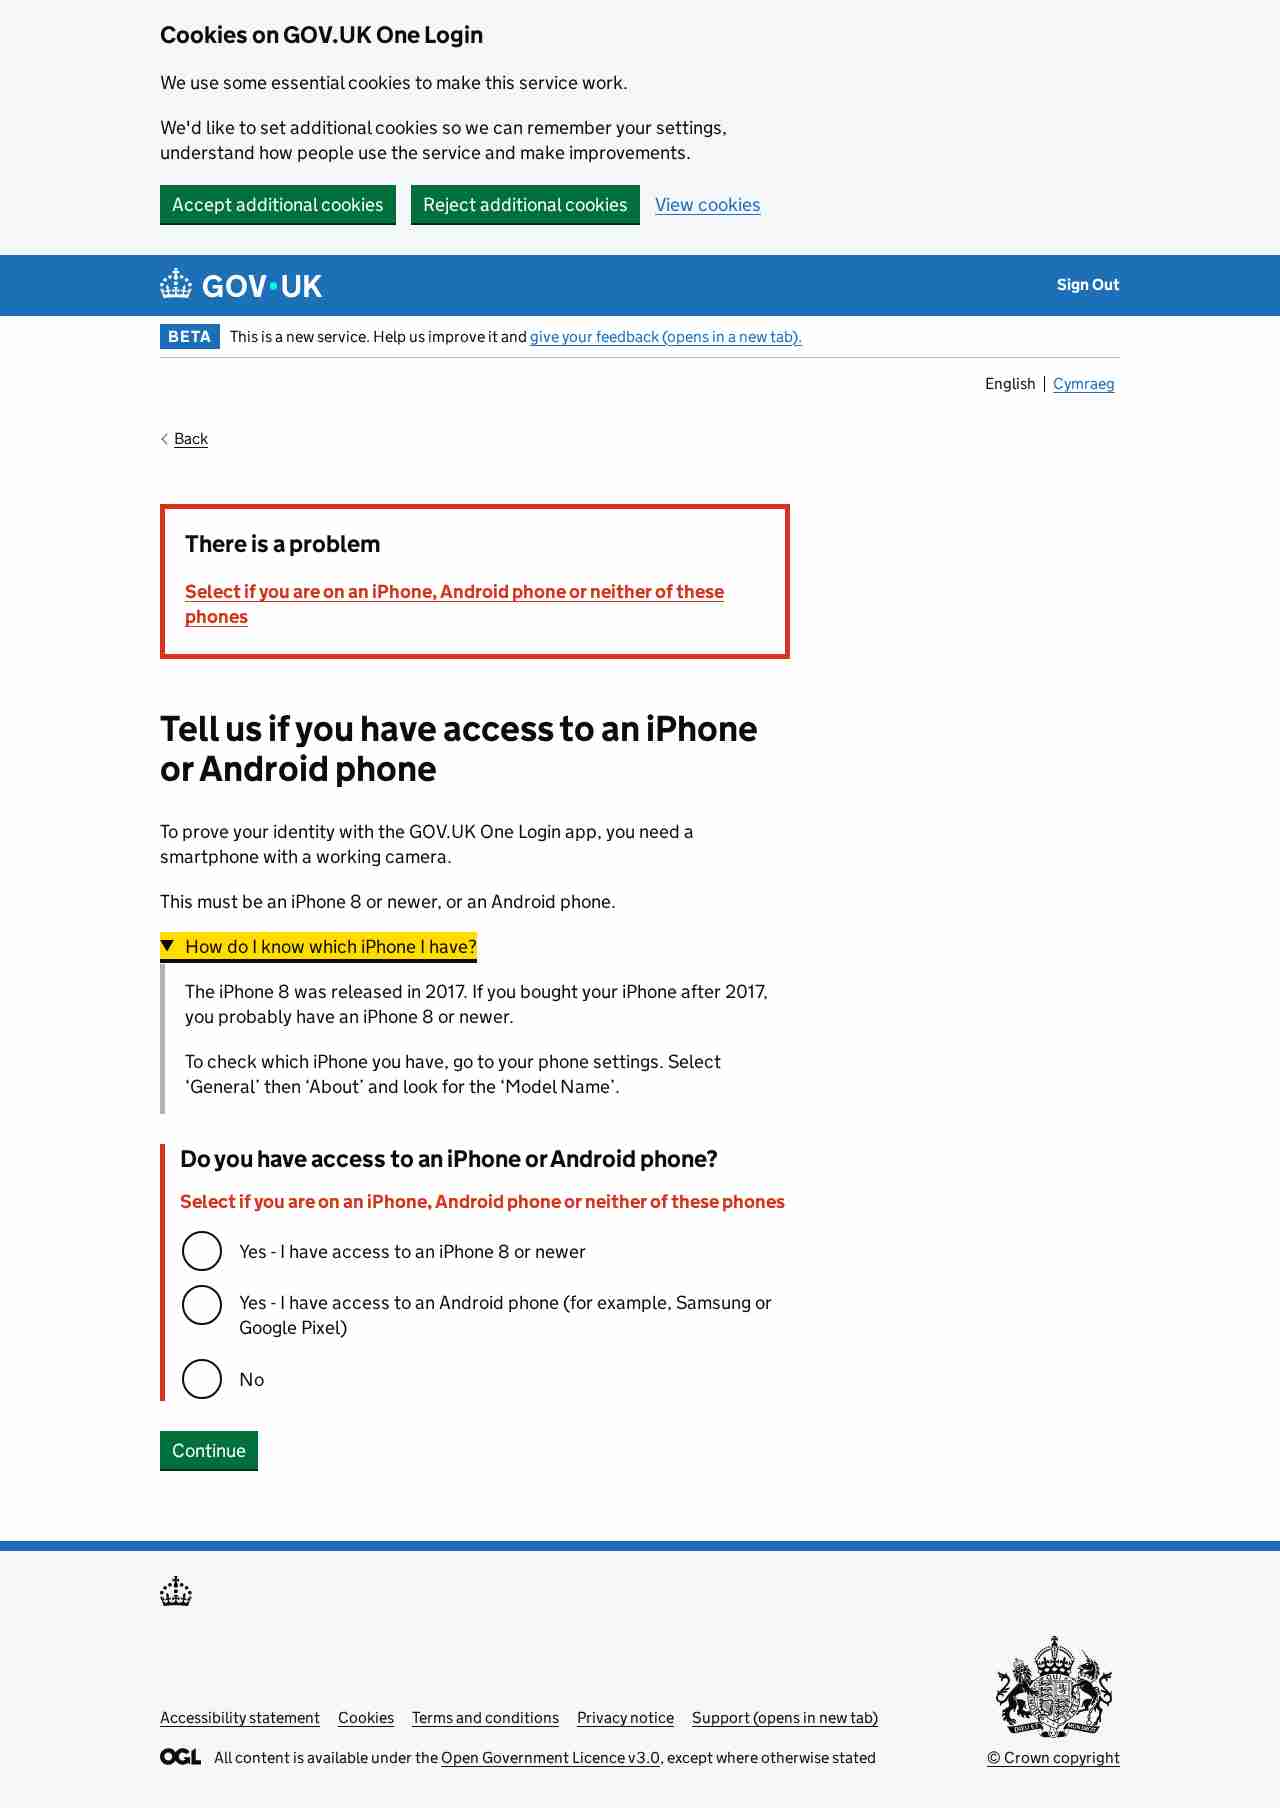 Cookies on GOV.UK One Login
We use some essential cookies to make this service work.
We'd like to set additional cookies so we can remember your settings,
understand how people use the service and make improvements.
Accept additional cookies
Reject additional cookies
View cookies
GOV·UK
Sign Out
BETA
This is a new service. Help us improve it and give your feedback (opens in a new tab).
English
Cymraeg
Back
There is a problem
Select if you are on an iPhone, Android phone or neither of these
phones
Tell us if you have access to an iPhone
or Android phone
To prove your identity with the GOV.UK One Login app, you need a
smartphone with a working camera.
This must be an iPhone 8 or newer, or an Android phone.
How do I know which iPhone I have?
The iPhone 8 was released in 2017. If you bought your iPhone after 2017,
you probably have an iPhone 8 or newer.
To check which iPhone you have, go to your phone settings. Select
‘General’ then ‘About’ and look for the ‘Model Name’.
Do you have access to an iPhone or Android phone?
Select if you are on an iPhone, Android phone or neither of these phones
Yes - I have access to an iPhone 8 or newer
Yes - I have access to an Android phone (for example, Samsung or
Google Pixel)
No
Continue
Accessibility statement
Cookies
Terms and conditions
Privacy notice
Support (opens in new tab)
OGL
All content is available under the Open Government Licence v3.0, except where otherwise stated
© Crown copyright